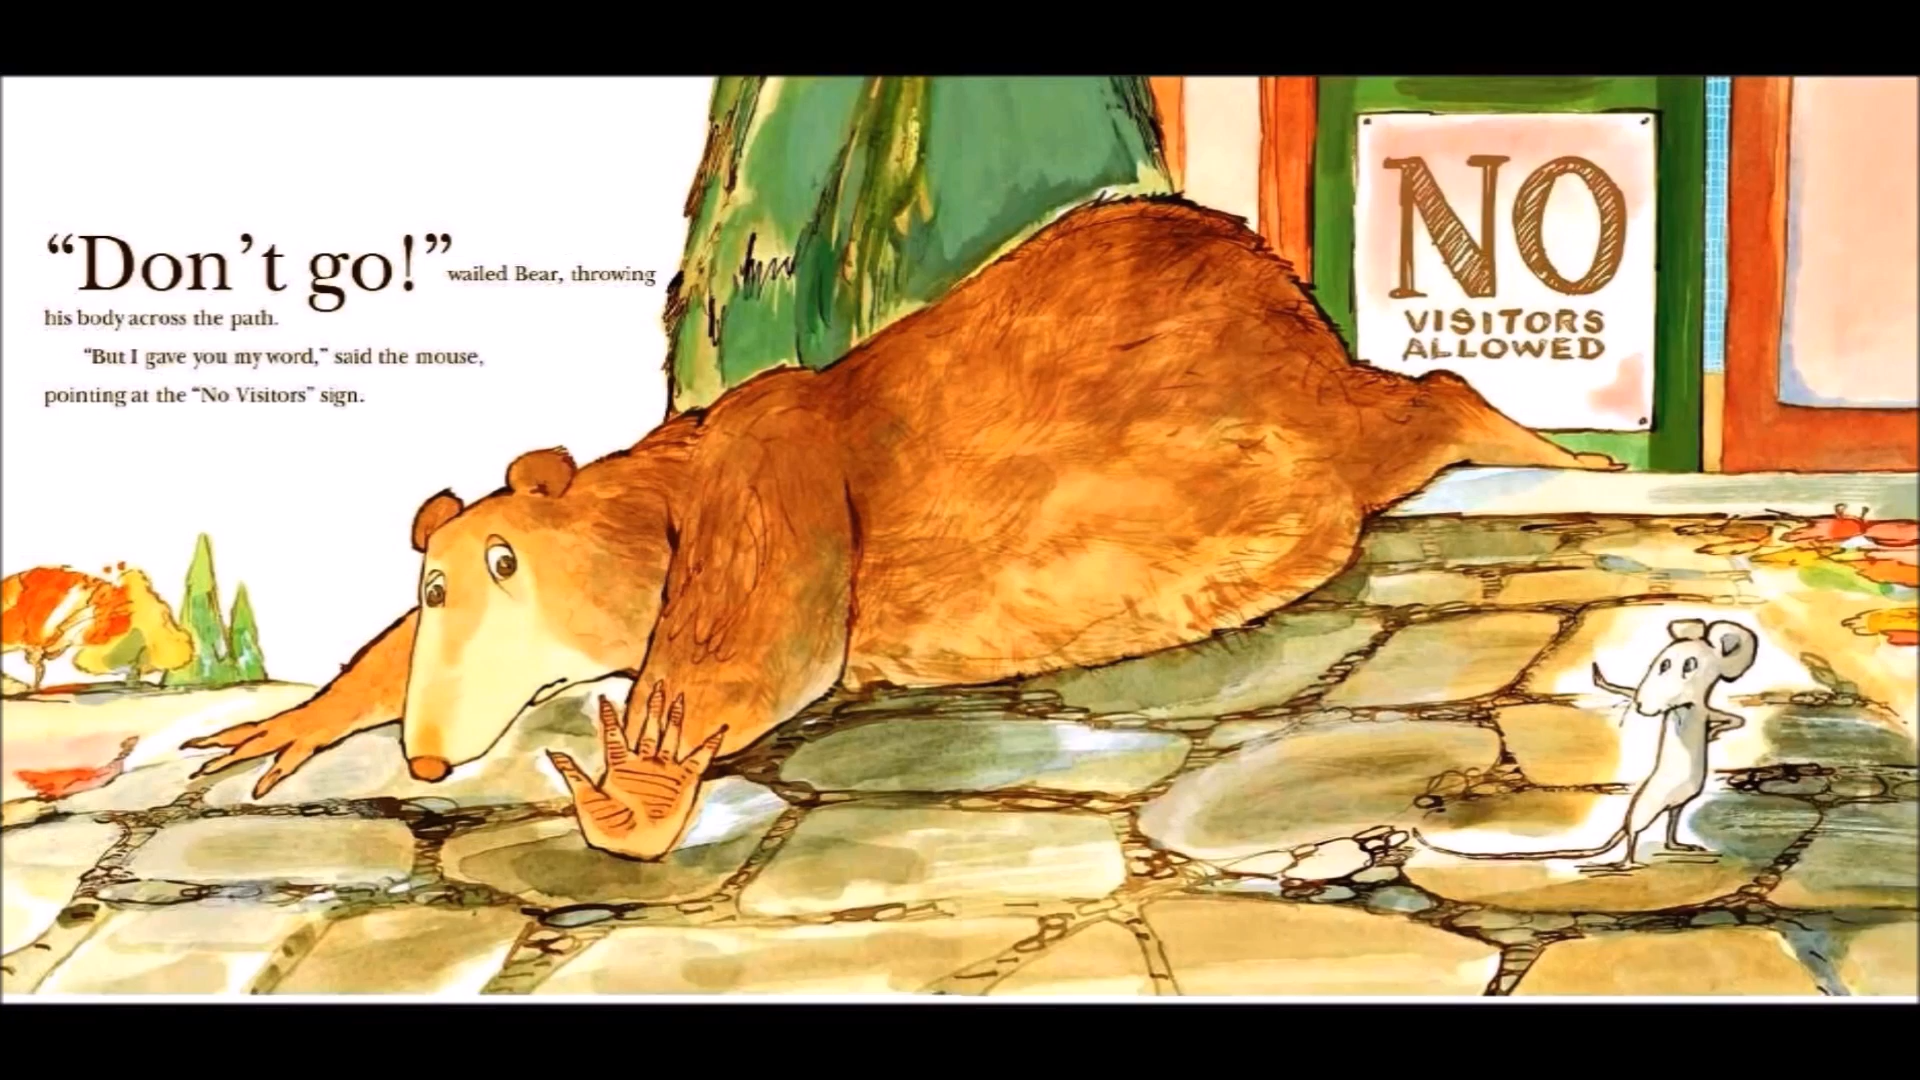 “Don’t go!” wailed Bear, throwing
his body across the path.
“But I gave you my word,” said the mouse,
pointing at the “No Visitors” sign.
NO
VISITORS
ALLOWED